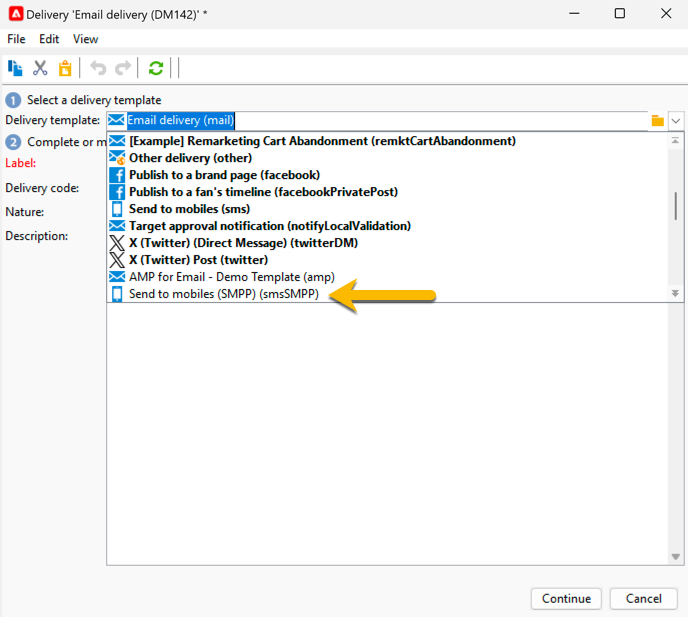 Delivery 'Email delivery (DM142)' *
File Edit View
1 Select a delivery template
Delivery template: Email delivery (mail)
2 Complete or m
[Example] Remarketing Cart Abandonment (remktCartAbandonment)
Other delivery (other)
Label:
Publish to a brand page (facebook)
Delivery code:
Publish to a fan's timeline (facebookPrivatePost)
Nature:
Send to mobiles (sms)
Target approval notification (notifyLocalValidation)
Description:
X (Twitter) (Direct Message) (twitterDM)
X (Twitter) Post (twitter)
AMP for Email - Demo Template (amp)
Send to mobiles (SMPP) (smsSMPP)
Continue Cancel